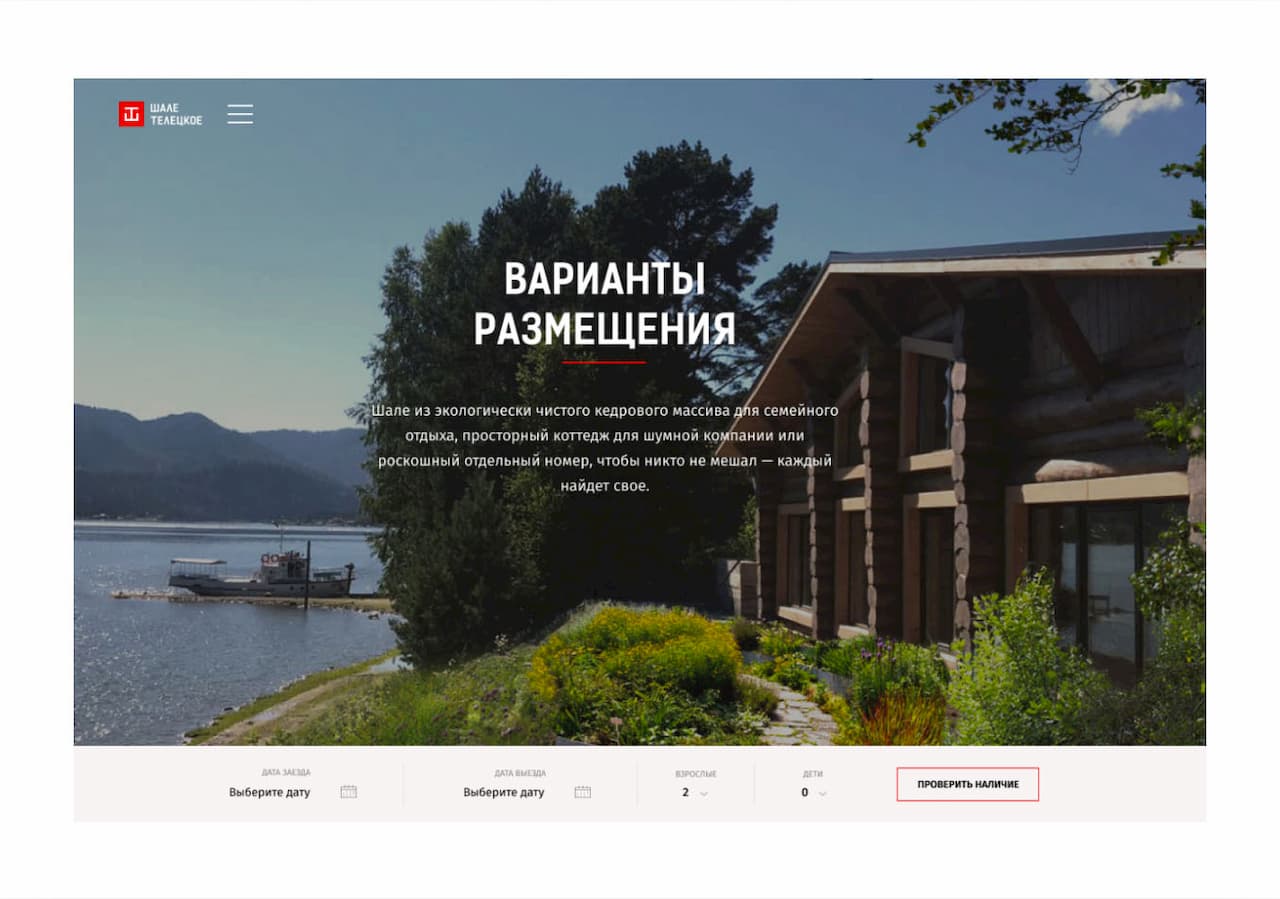 ШАЛЕ
ТЕЛЕЦКОЕ
ВАРИАНТЫ
РАЗМЕЩЕНИЯ
Шале из экологически чистого кедрового массива для семейного
отдыха, просторный коттедж для шумной компании или
роскошный отдельный номер, чтобы никто не мешал — каждый
найдет свое.
ДАТА ЗАЕЗДА
Выберите дату
ДАТА ВЫЕЗДА
Выберите дату
ВЗРОСЛЫЕ
2
ДЕТИ
0
ПРОВЕРИТЬ НАЛИЧИЕ